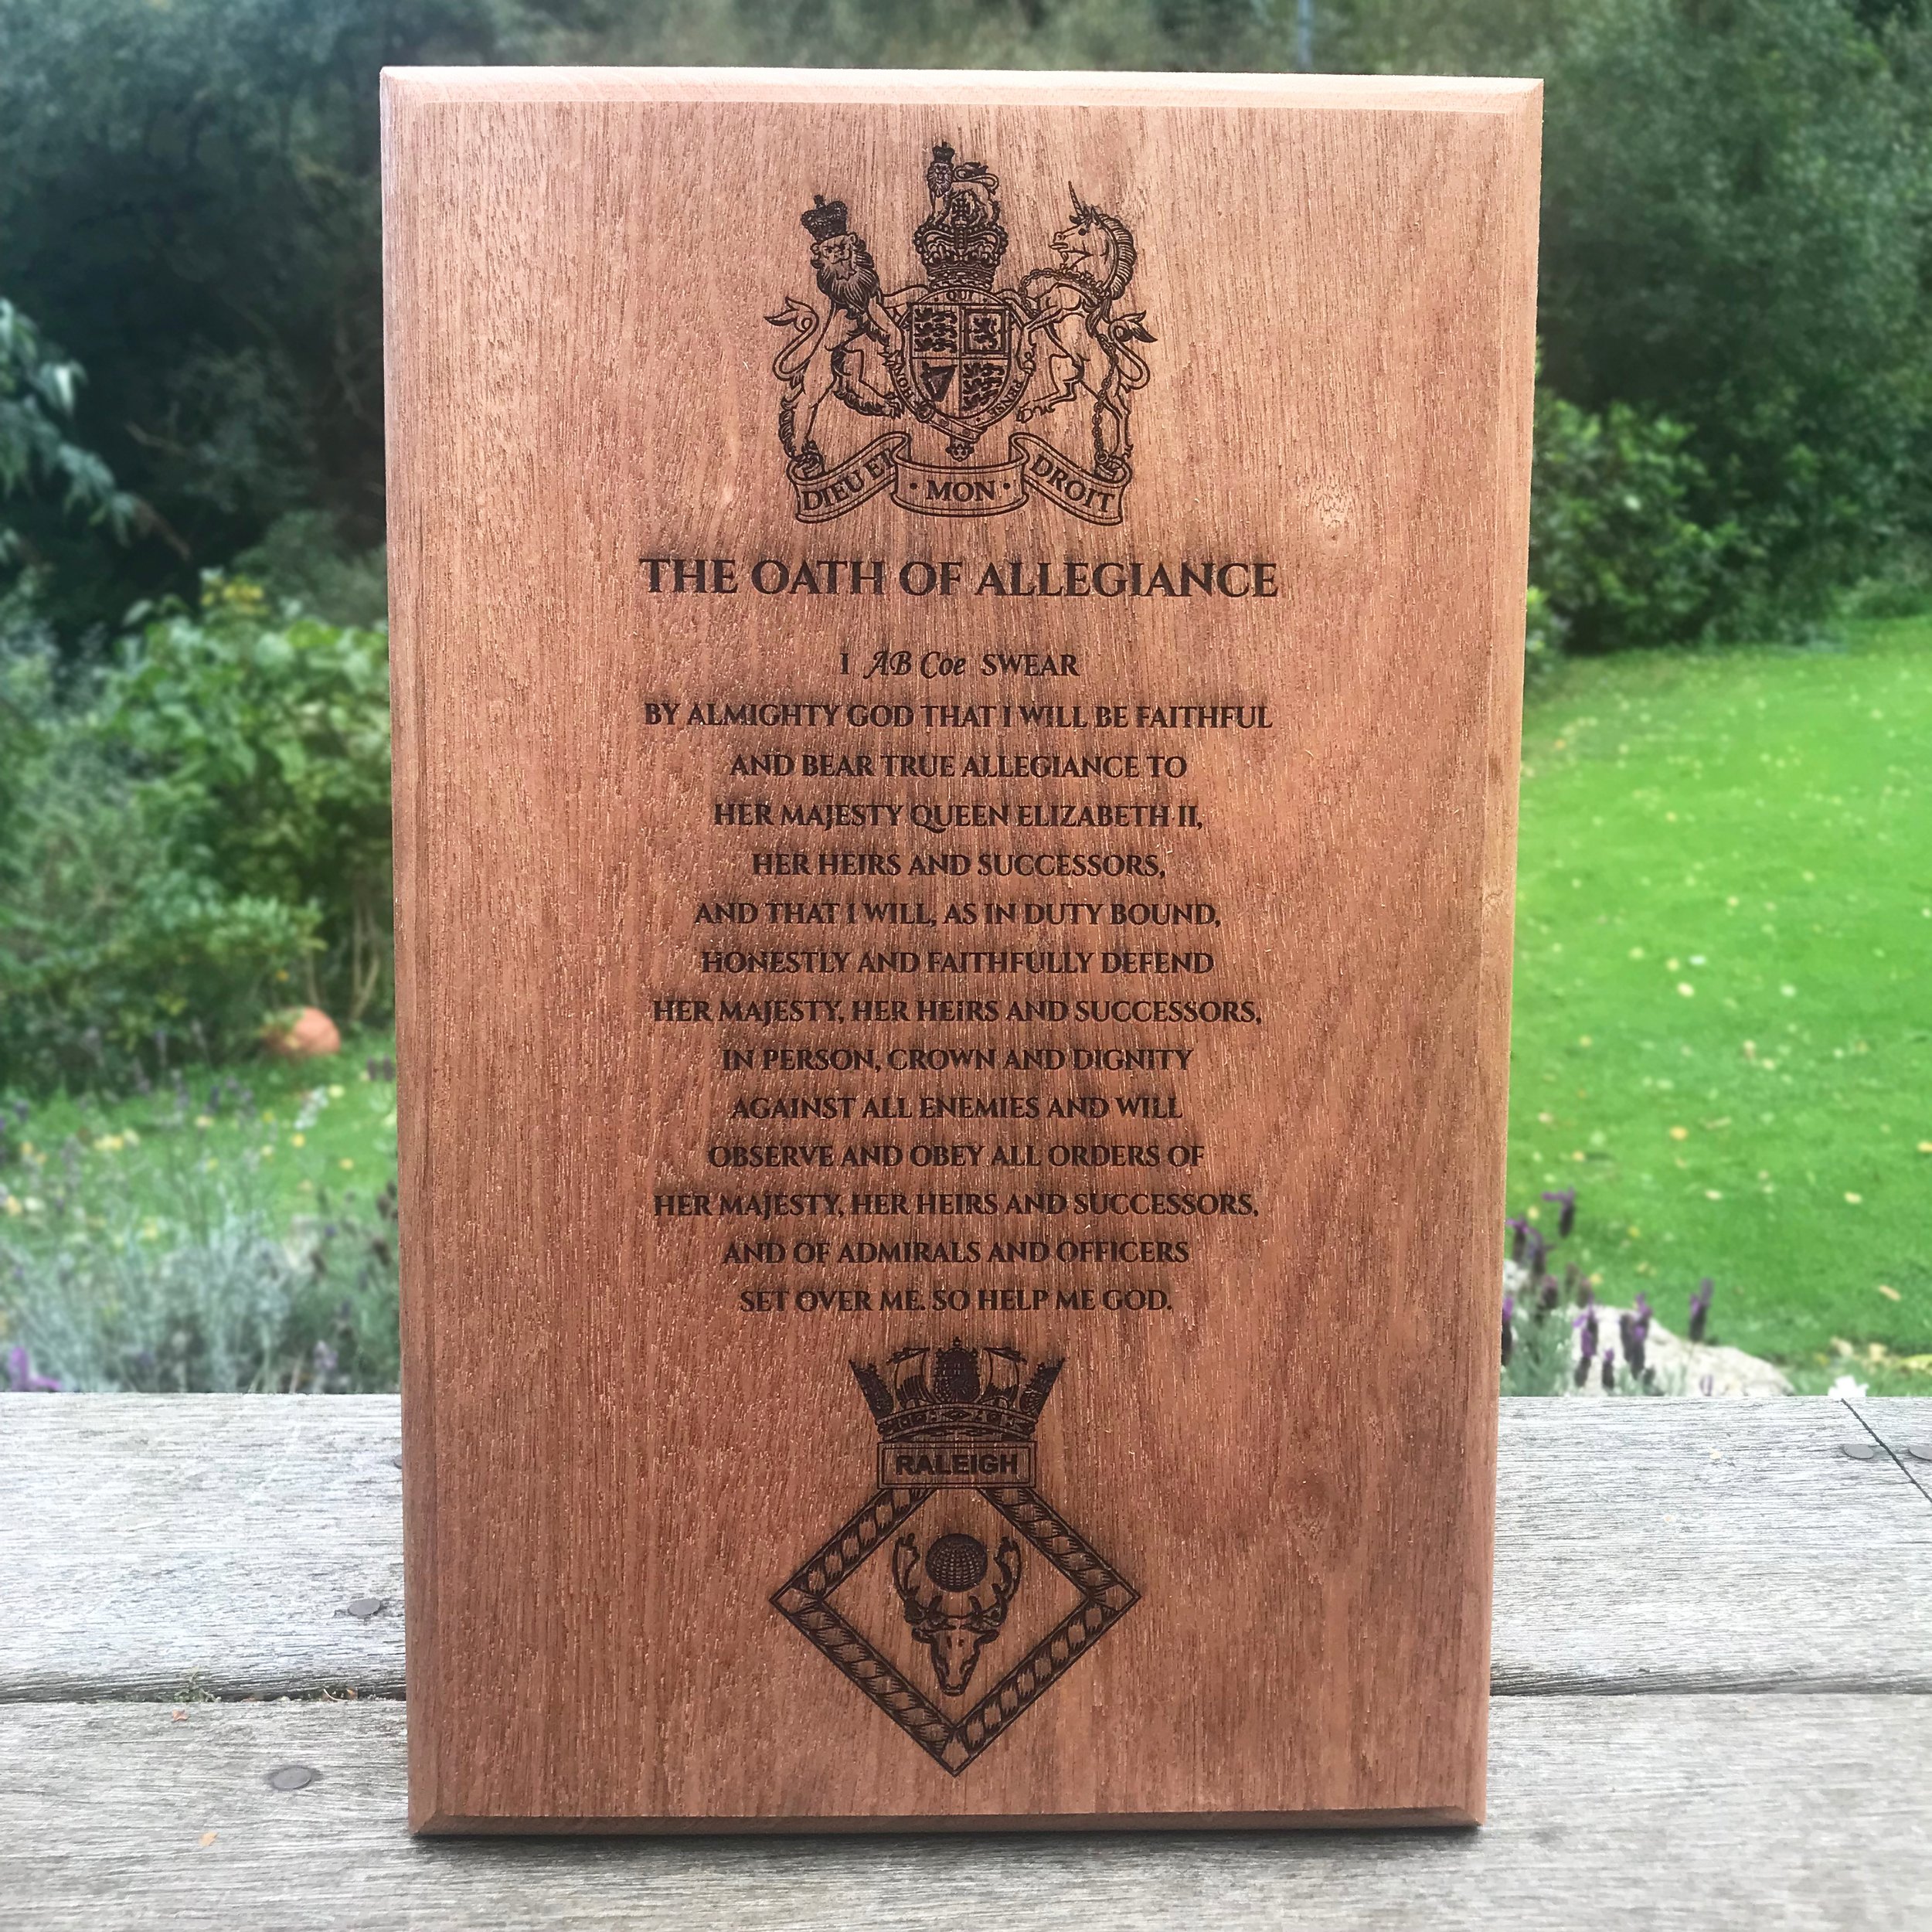 QUI
DIEU ET · MON · DROIT
THE OATH OF ALLEGIANCE
I AB Coe SWEAR
BY ALMIGHTY GOD THAT I WILL BE FAITHFUL
AND BEAR TRUE ALLEGIANCE TO
HER MAJESTY QUEEN ELIZABETH II,
HER HEIRS AND SUCCESSORS,
AND THAT I WILL, AS IN DUTY BOUND,
HONESTLY AND FAITHFULLY DEFEND
HER MAJESTY, HER HEIRS AND SUCCESSORS,
IN PERSON, CROWN AND DIGNITY
AGAINST ALL ENEMIES AND WILL
OBSERVE AND OBEY ALL ORDERS OF
HER MAJESTY, HER HEIRS AND SUCCESSORS,
AND OF ADMIRALS AND OFFICERS
SET OVER ME. SO HELP ME GOD.
RALEIGH